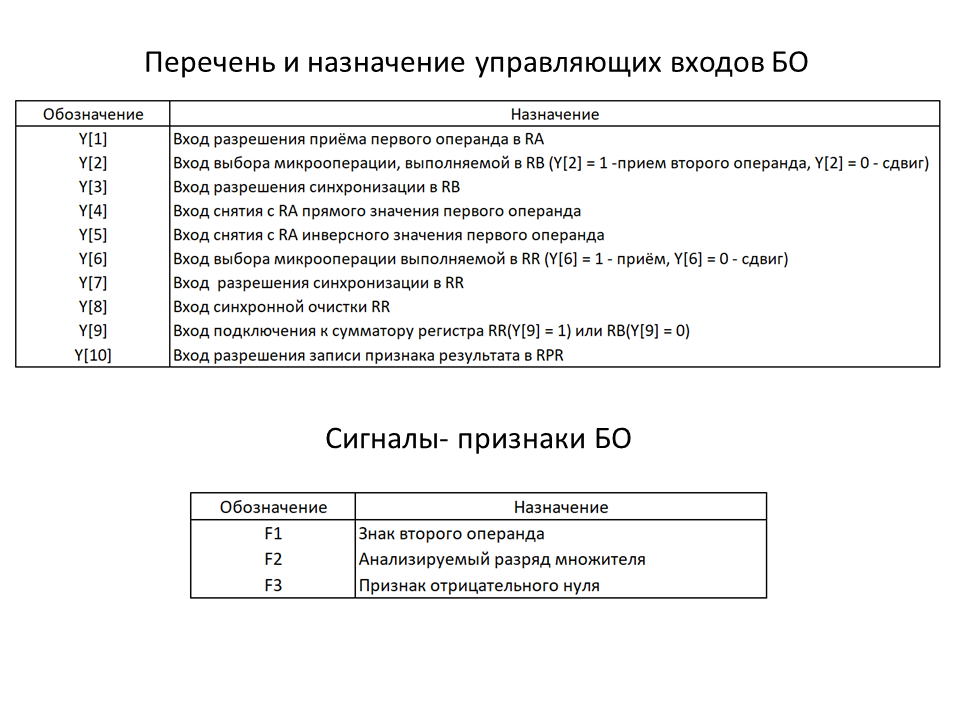 Перечень и назначение управляющих входов БО
Обозначение Назначение
Y[1] Вход разрешения приёма первого операнда в RA
Y[2] Вход выбора микрооперации, выполняемой в RB (Y[2] = 1 -прием второго операнда, Y[2] = 0 - сдвиг)
Y[3] Вход разрешения синхронизации в RB
Y[4] Вход снятия с RA прямого значения первого операнда
Y[5] Вход снятия с RA инверсного значения первого операнда
Y[6] Вход выбора микрооперации выполняемой в RR (Y[6] = 1 - приём, Y[6] = 0 - сдвиг)
Y[7] Вход  разрешения синхронизации в RR
Y[8] Вход синхронной очистки RR
Y[9] Вход подключения к сумматору регистра RR(Y[9] = 1) или RB(Y[9] = 0)
Y[10] Вход разрешения записи признака результата в RPR
Сигналы- признаки БО
Обозначение Назначение
F1 Знак второго операнда
F2 Анализируемый разряд множителя
F3 Признак отрицательного нуля